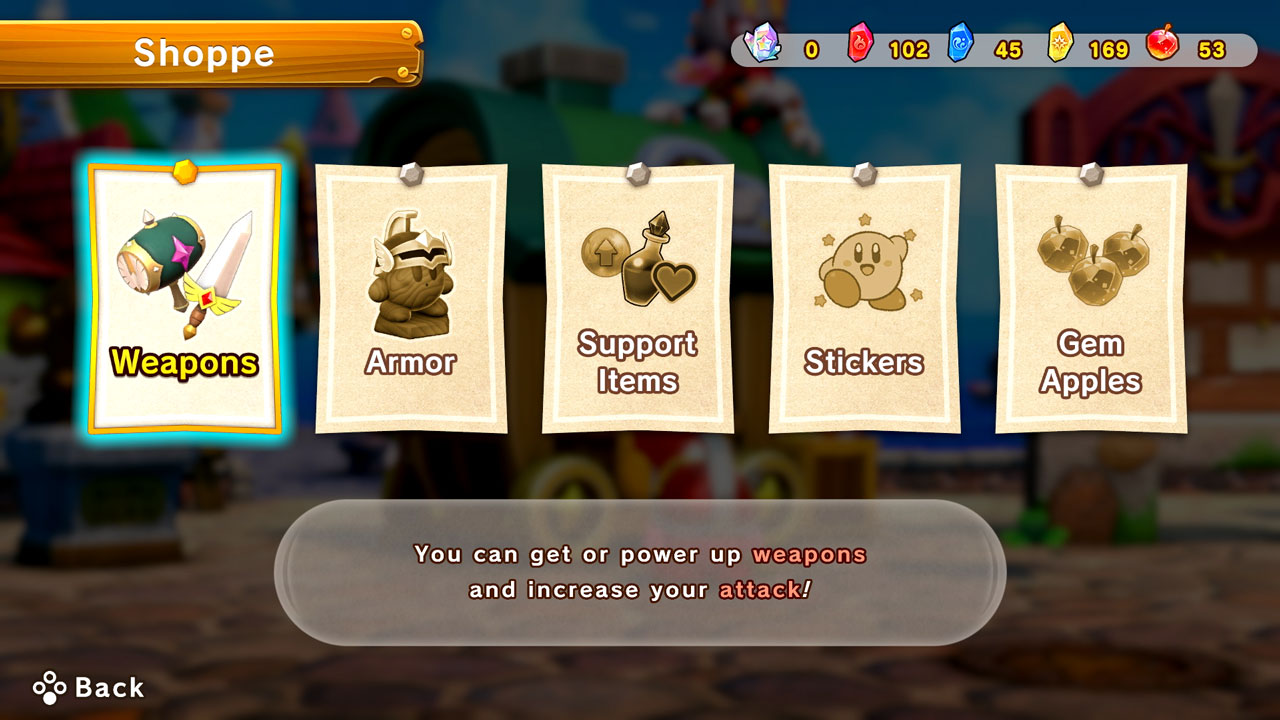 Shoppe
0 102 45 169 53
Weapons
Armor
Support
Items
Stickers
Gem
Apples
You can get or power up weapons
and increase your attack!
Back